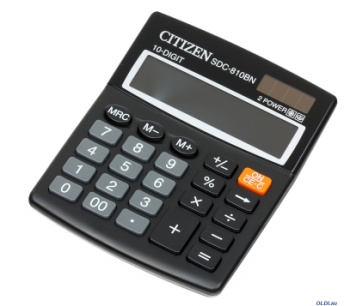 CITIZEN
10-DIGIT SDC-810BN
2 POWER
MRC M- M+
7 8 9 +/- ON CE·C
4 5 6 % →
1 2 3 × ÷
0 00 · + -
=
OLDI.RU